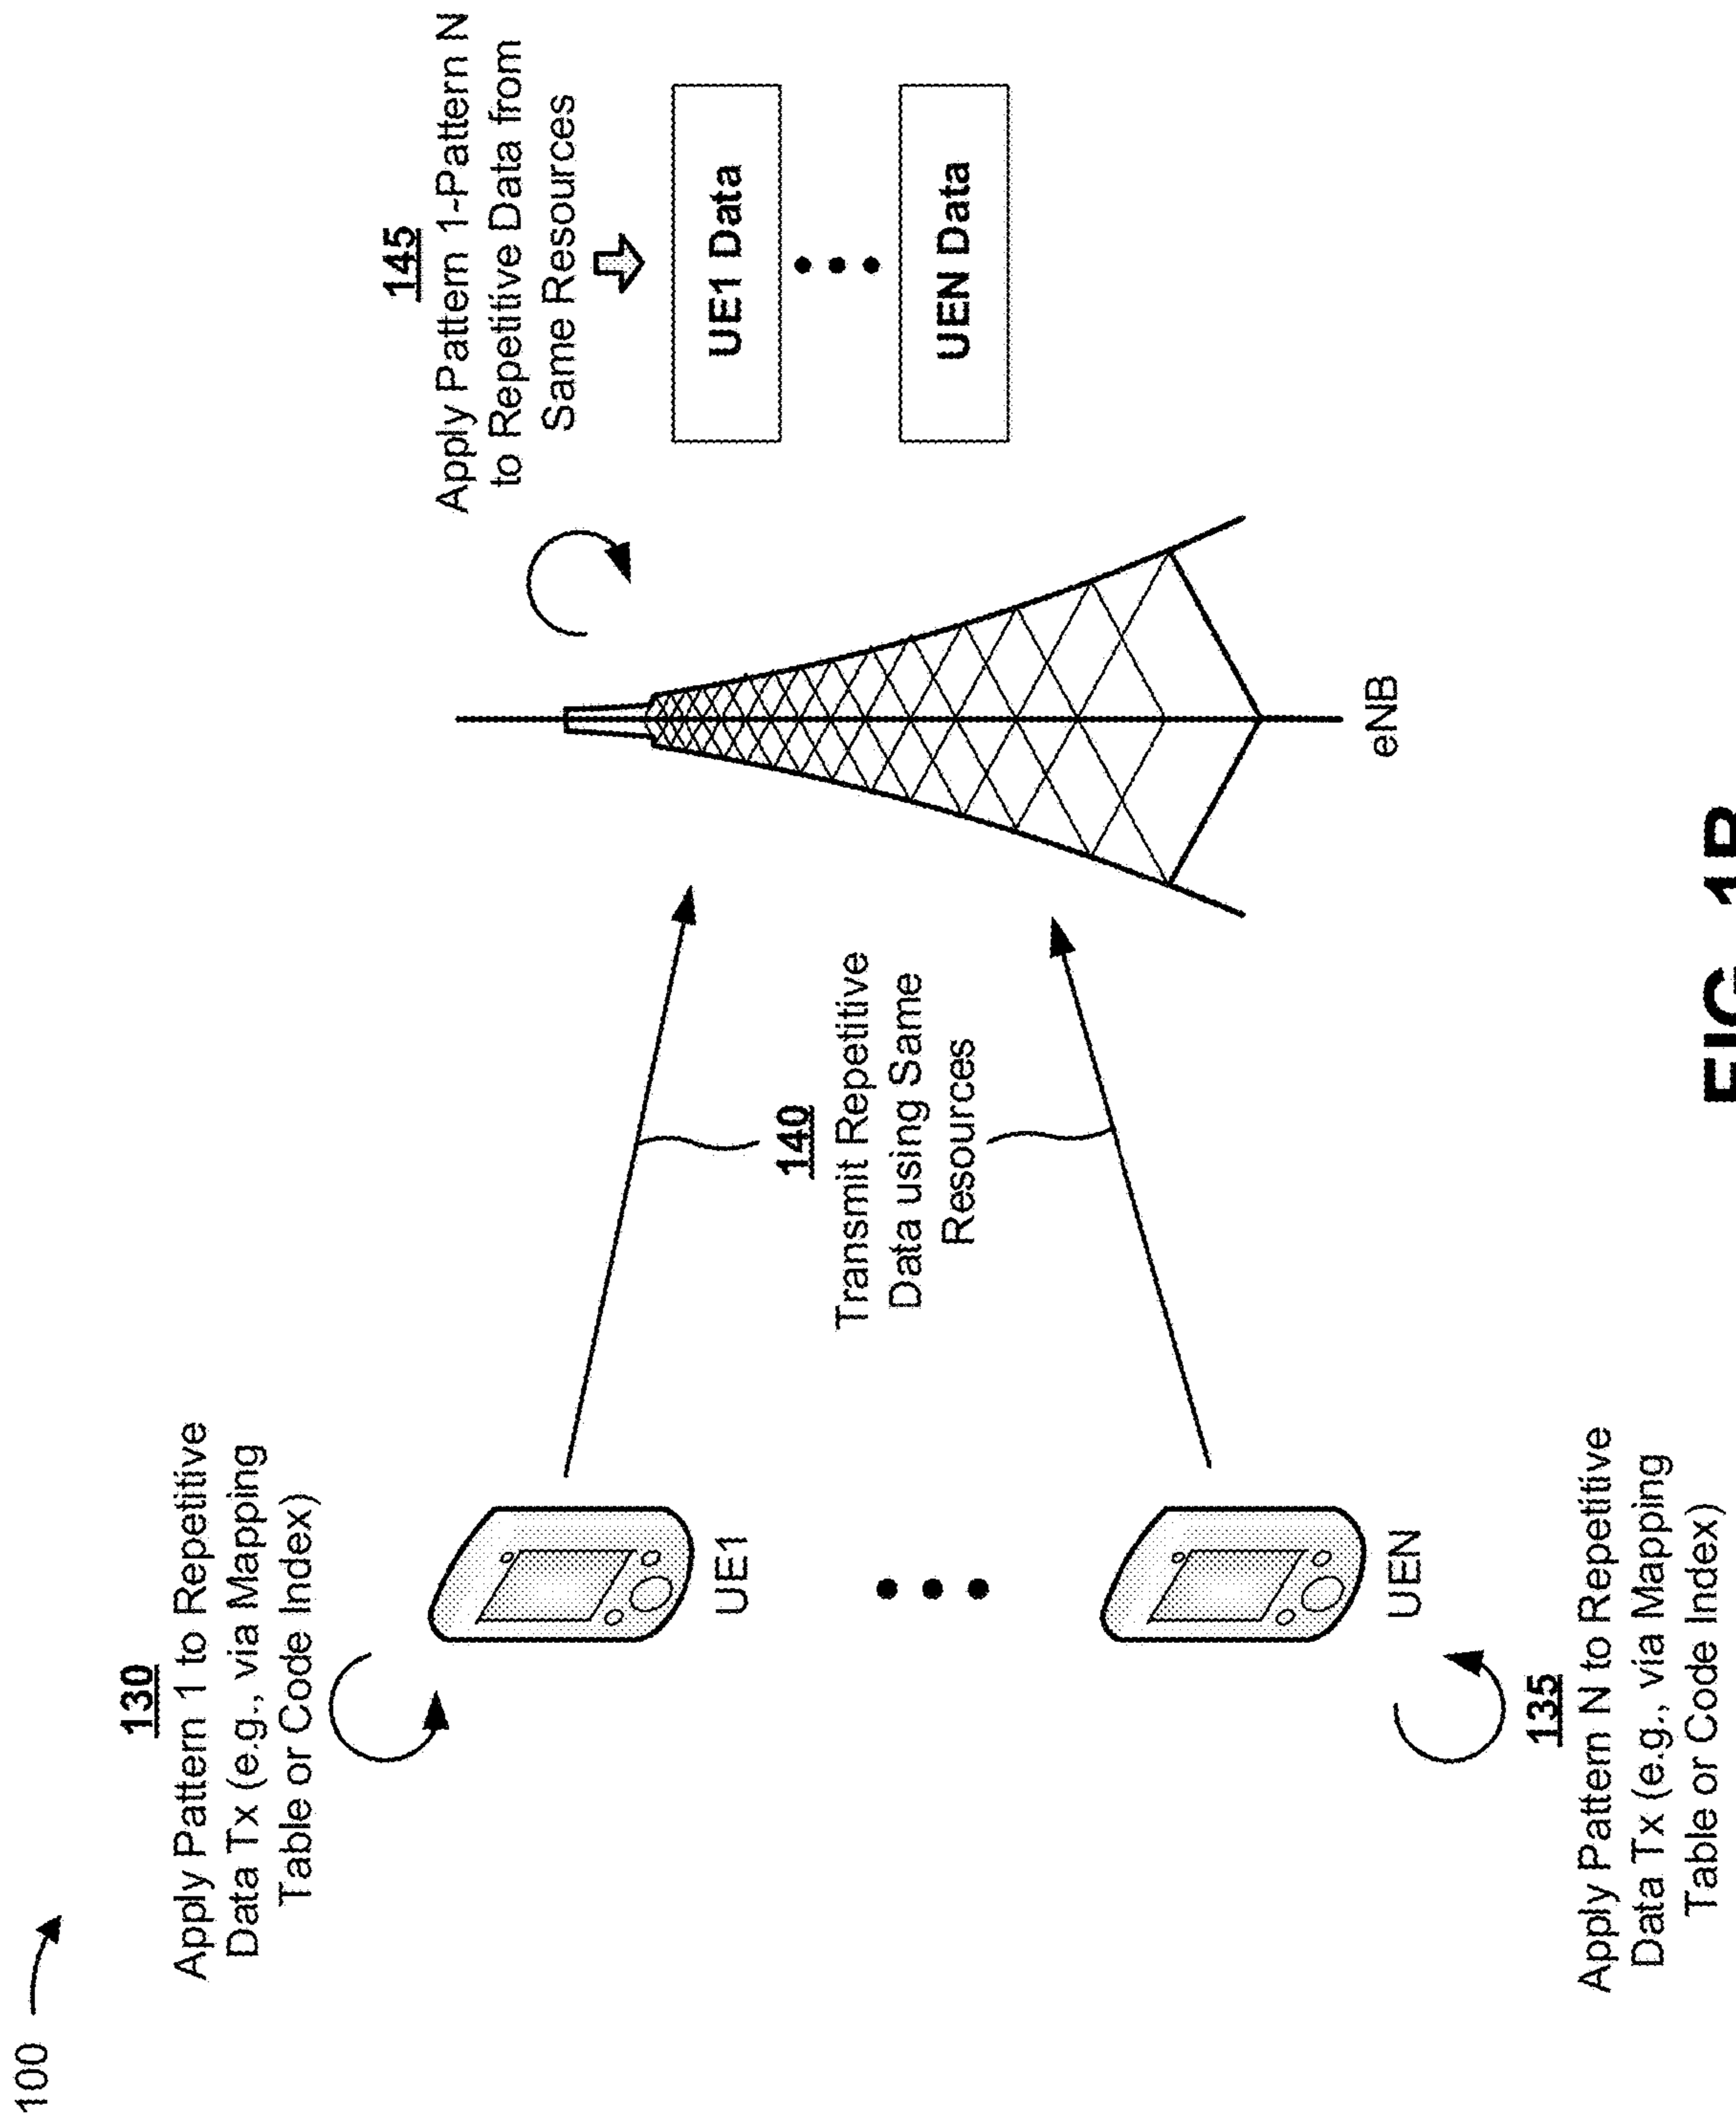 100
130
Apply Pattern 1 to Repetitive
Data Tx (e.g., via Mapping
Table or Code Index)
UE1
UEN
135
Apply Pattern N to Repetitive
Data Tx (e.g., via Mapping
Table or Code Index)
140
Transmit Repetitive
Data using Same
Resources
eNB
145
Apply Pattern 1-Pattern N
to Repetitive Data from
Same Resources
UE1 Data
UEN Data
FIG. 1B